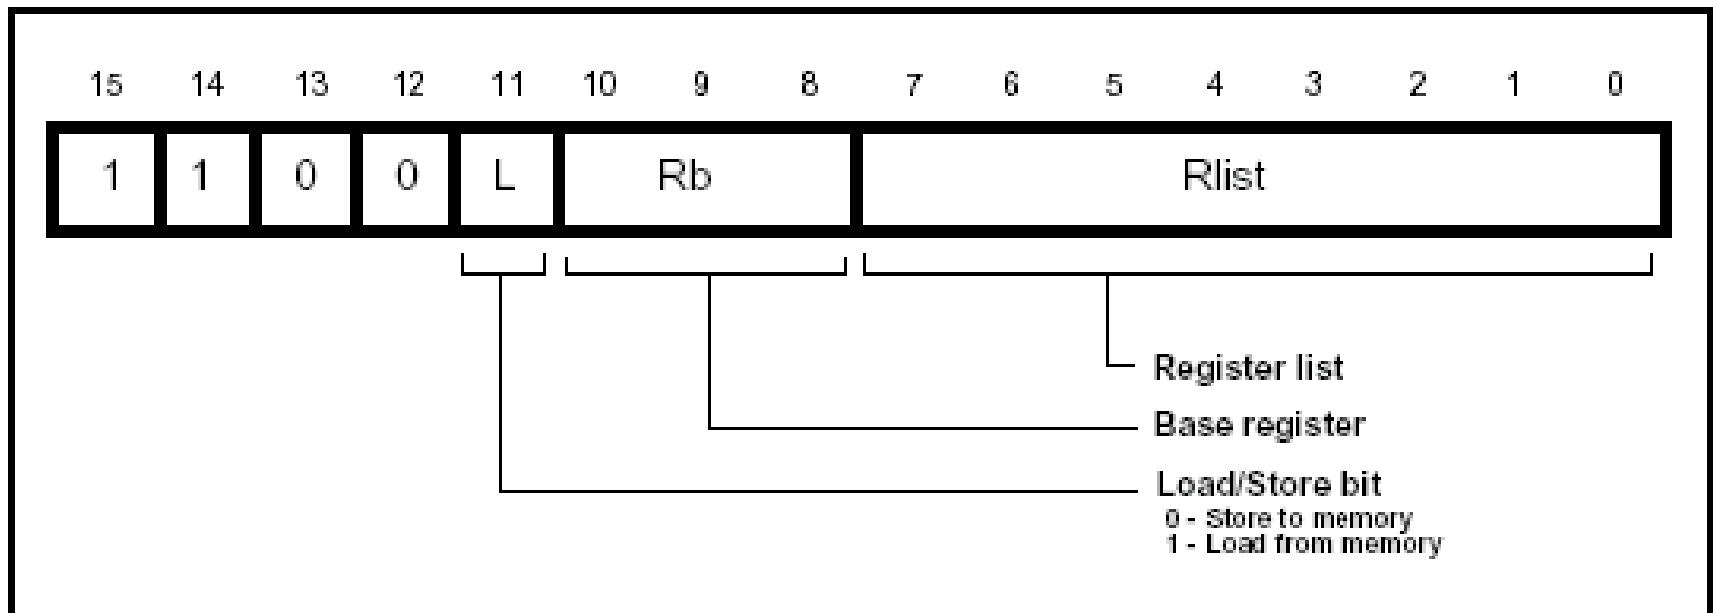 15 14 13 12 11 10 9 8 7 6 5 4 3 2 1 0
1 1 0 0 L Rb Rlist
Register list
Base register
Load/Store bit
0 - Store to memory
1 - Load from memory